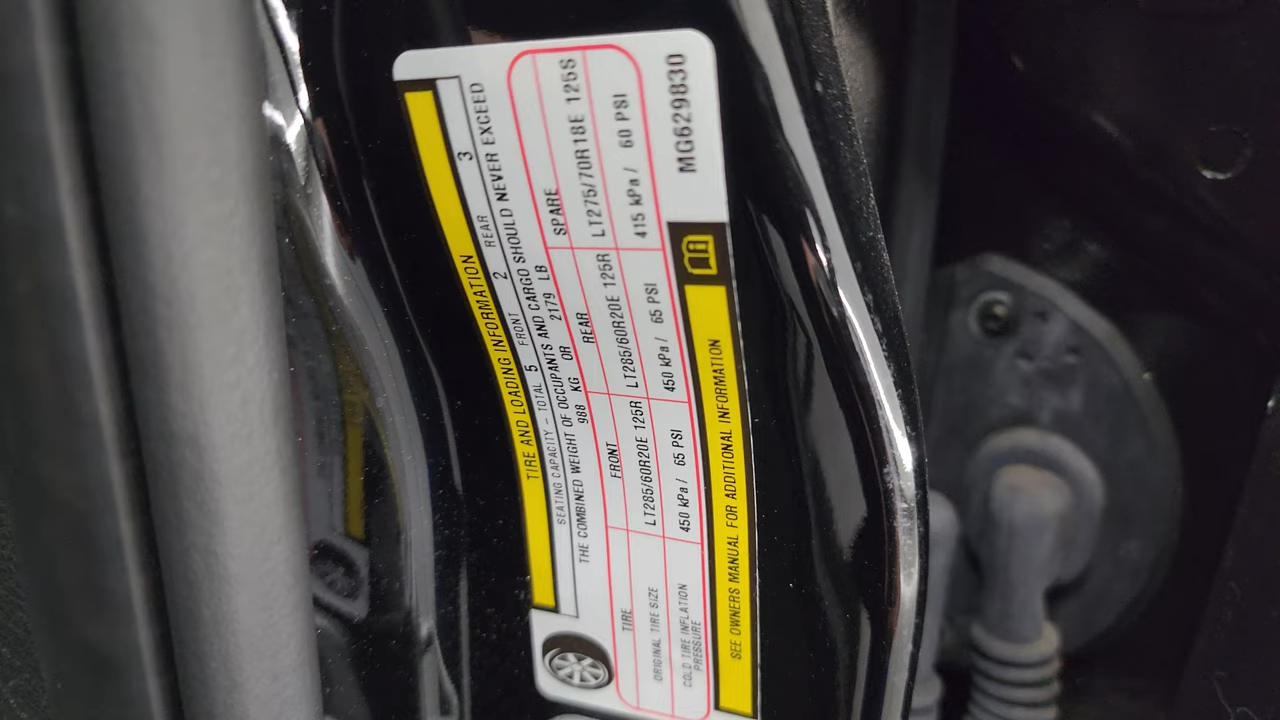 TIRE AND LOADING INFORMATION
SEATING CAPACITY – TOTAL 5 FRONT 2 REAR 3
THE COMBINED WEIGHT OF OCCUPANTS AND CARGO SHOULD NEVER EXCEED
988 KG OR 2179 LB
TIRE FRONT REAR SPARE
ORIGINAL TIRE SIZE LT285/60R20E 125R LT285/60R20E 125R LT275/70R18E 125S
COLD TIRE INFLATION PRESSURE 450 kPa / 65 PSI 450 kPa / 65 PSI 415 kPa / 60 PSI
SEE OWNERS MANUAL FOR ADDITIONAL INFORMATION
MG629830